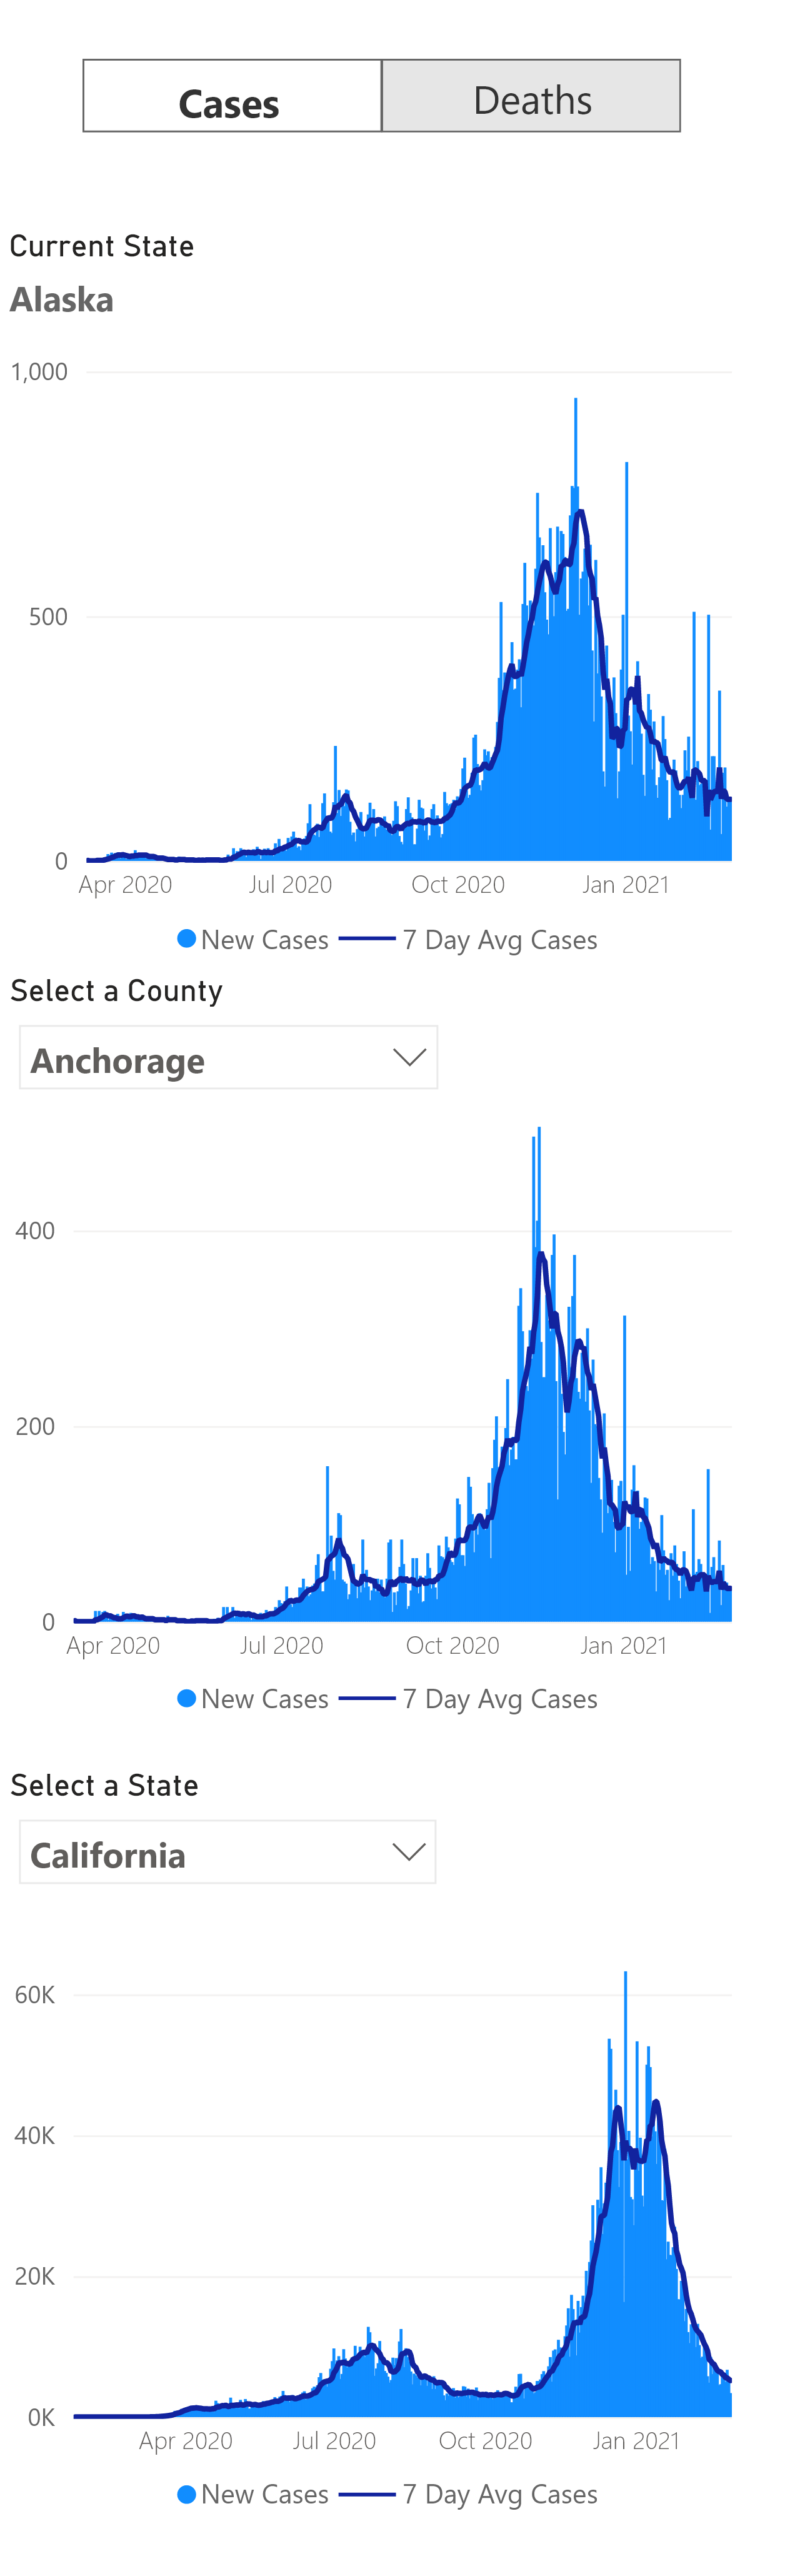 Cases Deaths
Current State
Alaska
1,000
500
0
Apr 2020 Jul 2020 Oct 2020 Jan 2021
New Cases 7 Day Avg Cases
Select a County
Anchorage
400
200
0
Apr 2020 Jul 2020 Oct 2020 Jan 2021
New Cases 7 Day Avg Cases
Select a State
California
60K
40K
20K
0K
Apr 2020 Jul 2020 Oct 2020 Jan 2021
New Cases 7 Day Avg Cases